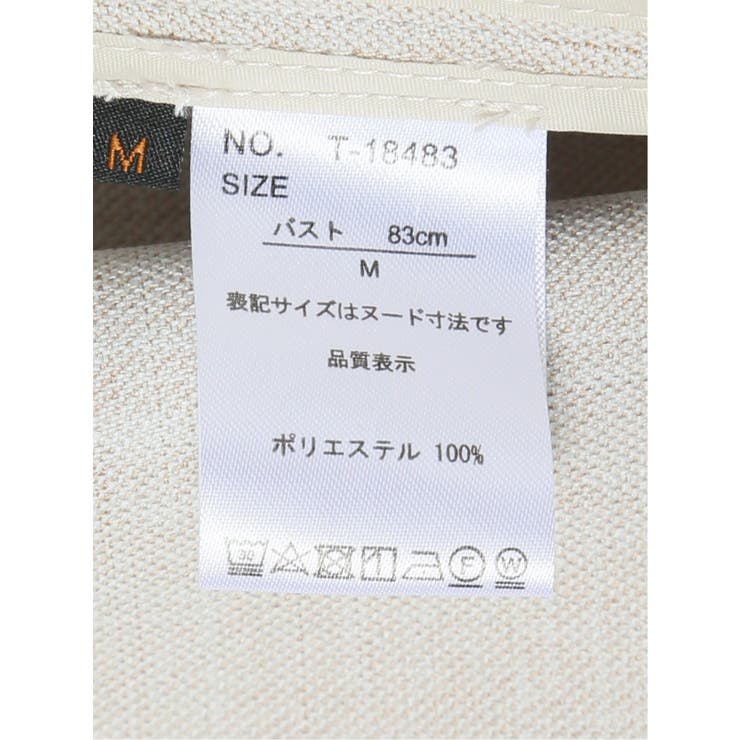 M
NO. T-18483
SIZE
バスト 83cm
M
表記サイズはヌード寸法です
品質表示
ポリエステル 100%
30 F W